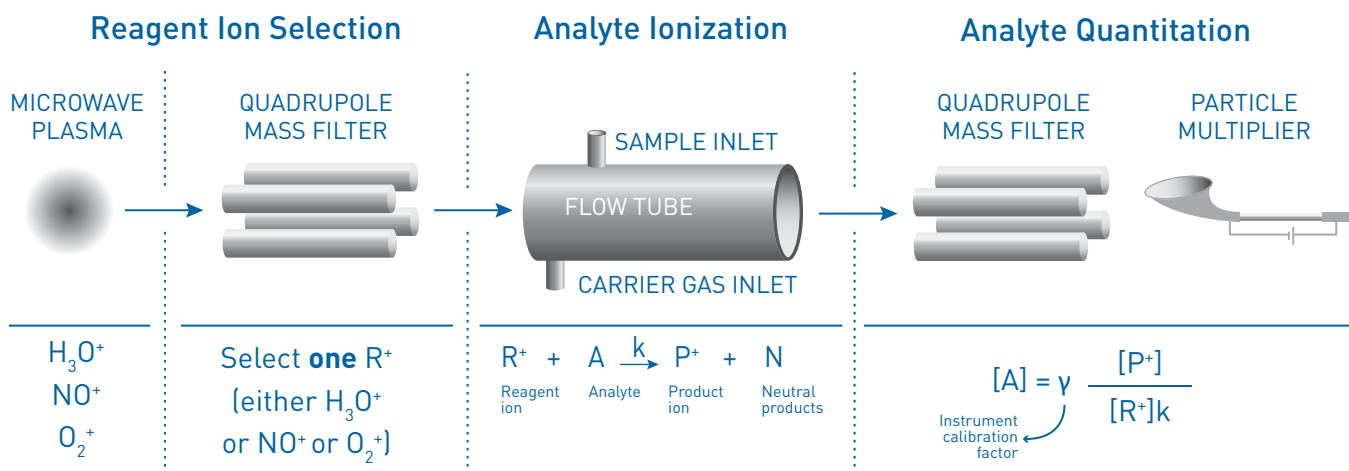 Reagent Ion Selection
Analyte Ionization
Analyte Quantitation
MICROWAVE
PLASMA
QUADRUPOLE
MASS FILTER
SAMPLE INLET
FLOW TUBE
CARRIER GAS INLET
QUADRUPOLE
MASS FILTER
PARTICLE
MULTIPLIER
H₃O⁺
NO⁺
O₂⁺
Select one R⁺
(either H₃O⁺
or NO⁺ or O₂⁺)
R⁺ + A k P⁺ + N
Reagent
ion
Analyte
Product
ion
Neutral
products
[A] = γ [P⁺]
[R⁺]k
Instrument
calibration
factor